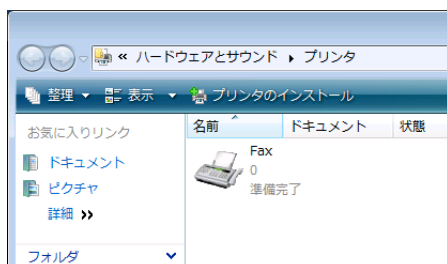 « ハードウェアとサウンド ▸ プリンタ
整理 ▼ 表示 ▼ プリンタのインストール
お気に入りリンク
ドキュメント
ピクチャ
詳細 »
フォルダ
名前 ドキュメント 状態
Fax
0
準備完了